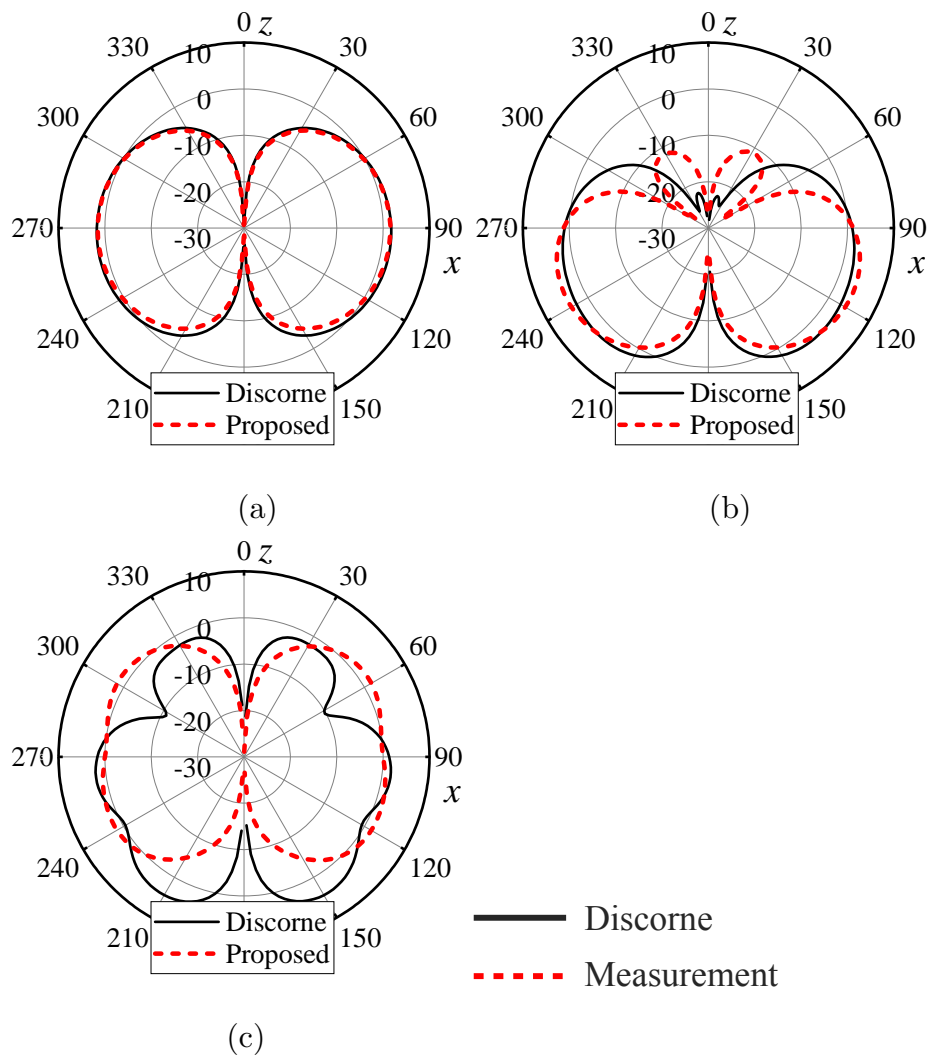 0 z
330 10 30
300 0 60
-10
-20
270 -30 90
x
240 120
210 150
Discorne
Proposed
(a)
0 z
330 10 30
300 0 60
-10
20
270 -30 90
x
240 120
210 150
Discorne
Proposed
(b)
0 z
330 10 30
300 0 60
-10
-20
270 -30 90
x
240 120
210 150
Discorne
Proposed
(c)
Discorne
Measurement